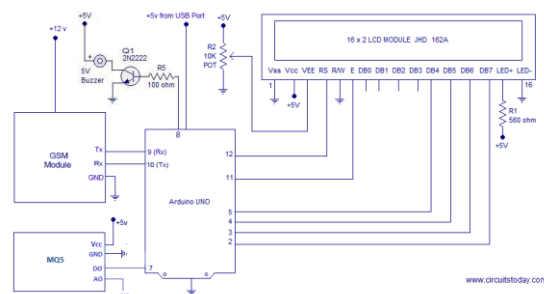 +5V
+12 v
Q1
2N2222
+5v from USB Port
+5V
5V
Buzzer
R5
100 ohm
R2
10K
POT
16 x 2 LCD MODULE JHD 162A
Vss Vcc VEE RS R/W E DB0 DB1 DB2 DB3 DB4 DB5 DB6 DB7 LED+ LED-
1
16
+5V
R1
560 ohm
+5V
8
GSM
Module
Tx
Rx
GND
9 (Rx)
10 (Tx)
Arduino UNO
12
11
5
4
3
2
+5v
MQ5
Vcc
GND
DO
AO
7
www.circuitstoday.com